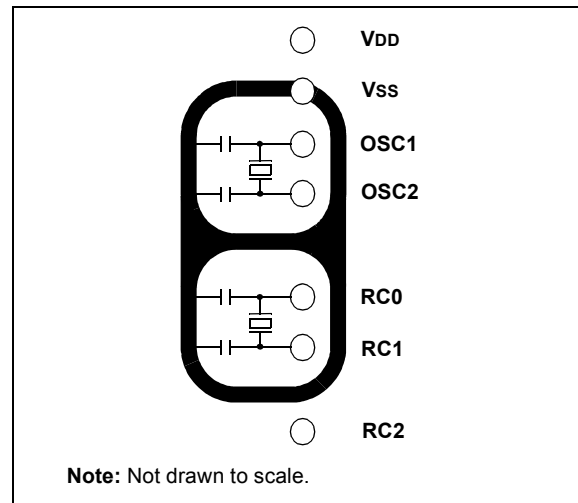 VDD
VSS
OSC1
OSC2
RC0
RC1
RC2
Note: Not drawn to scale.